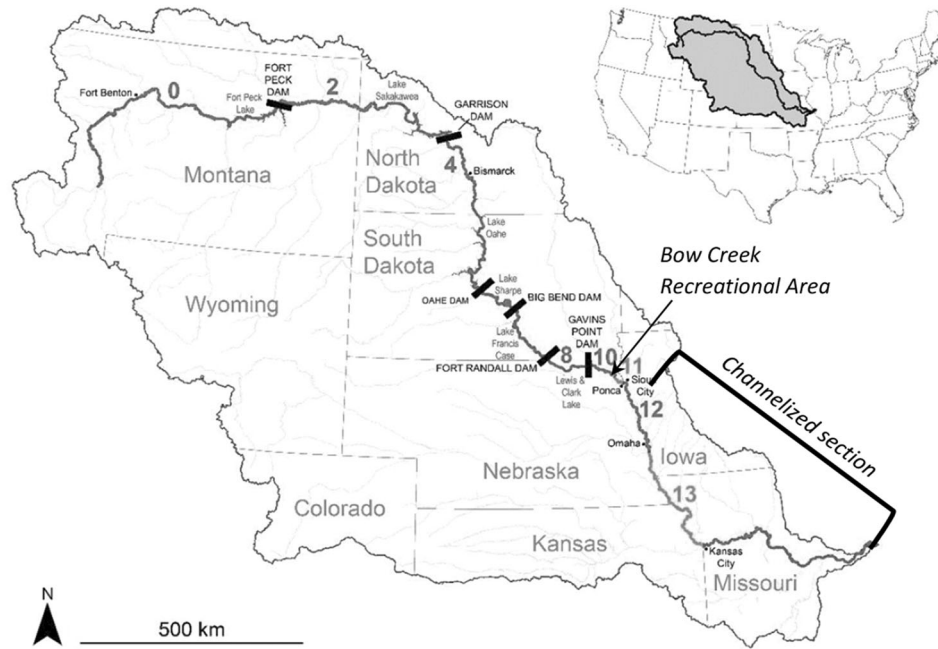 FORT
PECK
DAM
0
2
Fort Benton
Fort Peck
Lake
Lake
Sakakawea
GARRISON
DAM
4
North
Dakota
Bismarck
Montana
Lake
Oahe
South
Dakota
Bow Creek
Recreational Area
Wyoming
Lake
Sharpe
OAHE DAM
BIG BEND DAM
GAVINS
POINT
DAM
Lake
Francis
Case
8
10
11
FORT RANDALL DAM
Lewis &
Clark
Lake
Ponca
Sioux
City
12
Channelized section
Omaha
Iowa
Nebraska
13
Colorado
Kansas
Kansas
City
Missouri
N
500 km